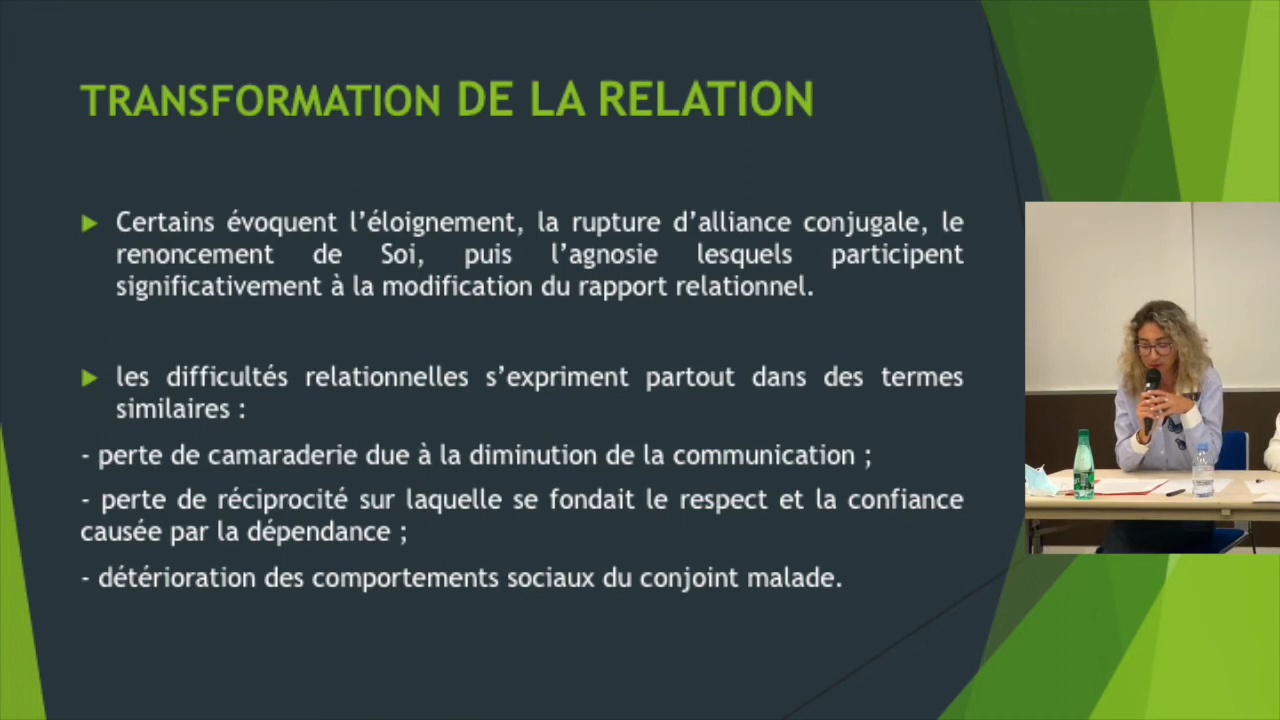 TRANSFORMATION DE LA RELATION
Certains évoquent l’éloignement, la rupture d’alliance conjugale, le
renoncement de Soi, puis l’agnosie lesquels participent
significativement à la modification du rapport relationnel.
les difficultés relationnelles s’expriment partout dans des termes
similaires :
- perte de camaraderie due à la diminution de la communication ;
- perte de réciprocité sur laquelle se fondait le respect et la confiance
causée par la dépendance ;
- détérioration des comportements sociaux du conjoint malade.